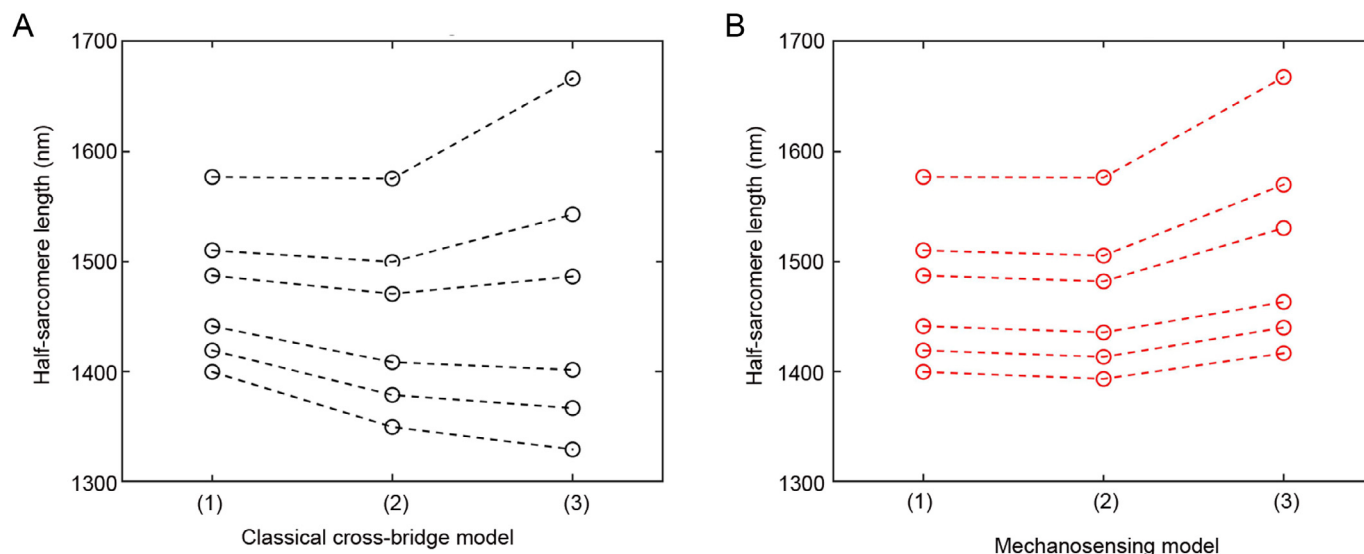 A
Half-sarcomere length (nm)
1700
1600
1500
1400
1300
(1) (2) (3)
Classical cross-bridge model
B
Half-sarcomere length (nm)
1700
1600
1500
1400
1300
(1) (2) (3)
Mechanosensing model